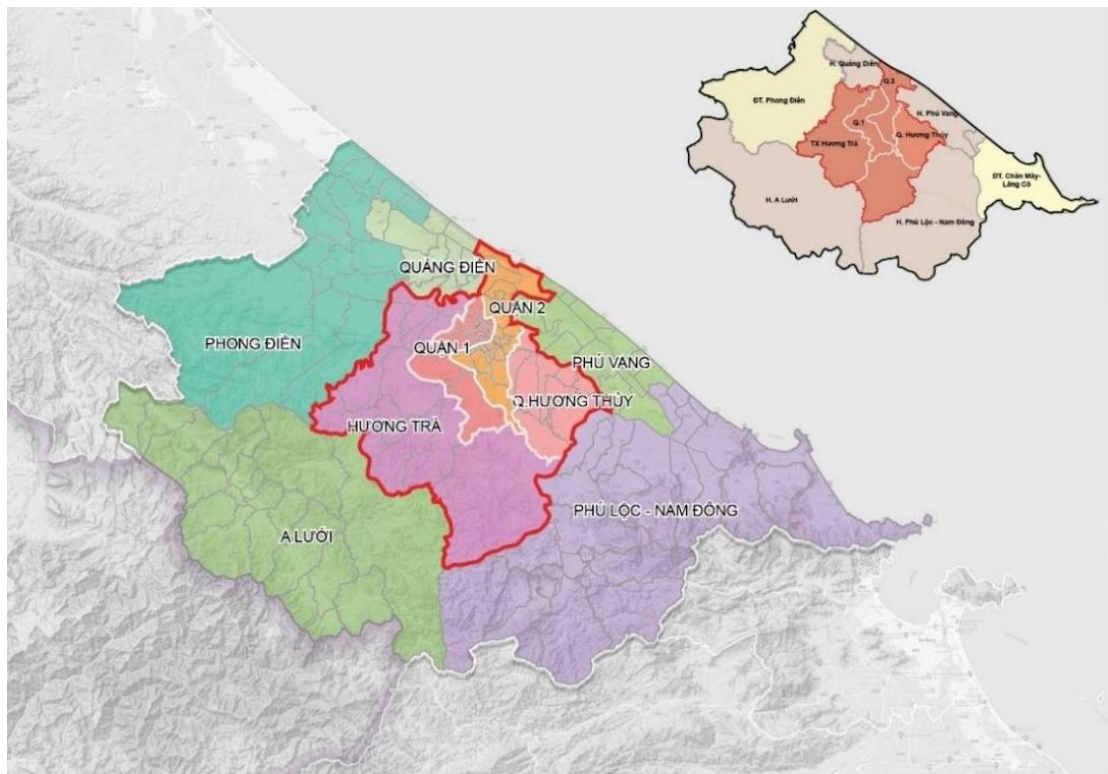 H. Quảng Điền
Q.2
ĐT. Phong Điền
H. Phú Vang
Q.1
Q. Hương Thủy
TX Hương Trà
ĐT. Chân Mây-
Lăng Cô
H. A Lưới
H. Phú Lộc - Nam Đông
QUẢNG ĐIỀN
QUẬN 2
PHONG ĐIỀN
QUẬN 1
PHÚ VANG
Q.HƯƠNG THỦY
HƯƠNG TRÀ
PHÚ LỘC - NAM ĐÔNG
A LƯỚI